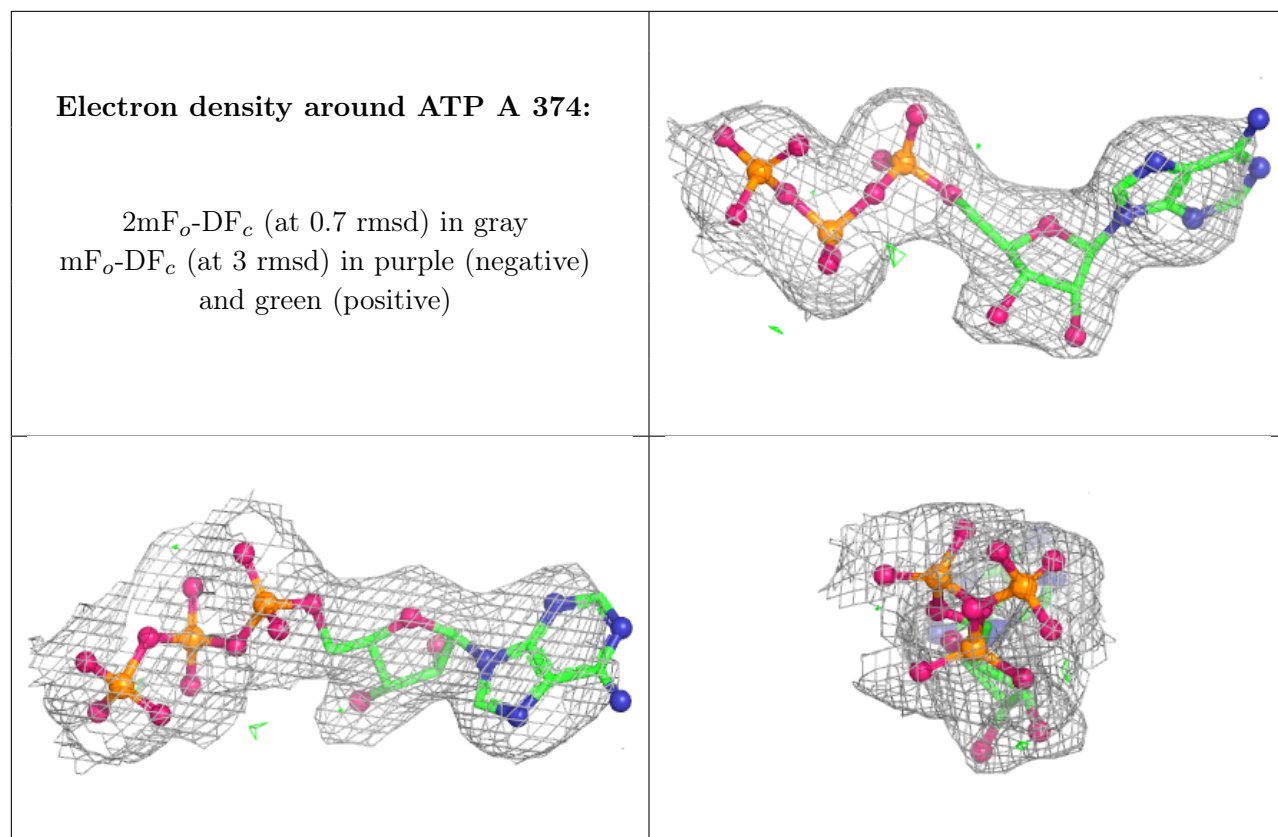 Electron density around ATP A 374:
2mFₒ-DF𝒸 (at 0.7 rmsd) in gray
mFₒ-DF𝒸 (at 3 rmsd) in purple (negative)
and green (positive)